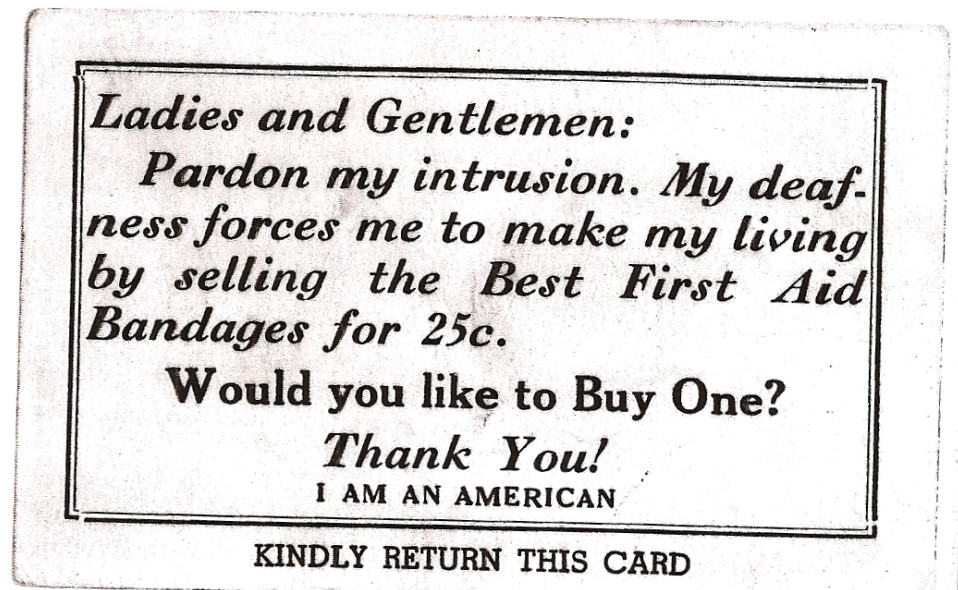 Ladies and Gentlemen:
Pardon my intrusion. My deaf-
ness forces me to make my living
by selling the Best First Aid
Bandages for 25c.
Would you like to Buy One?
Thank You!
I AM AN AMERICAN
KINDLY RETURN THIS CARD